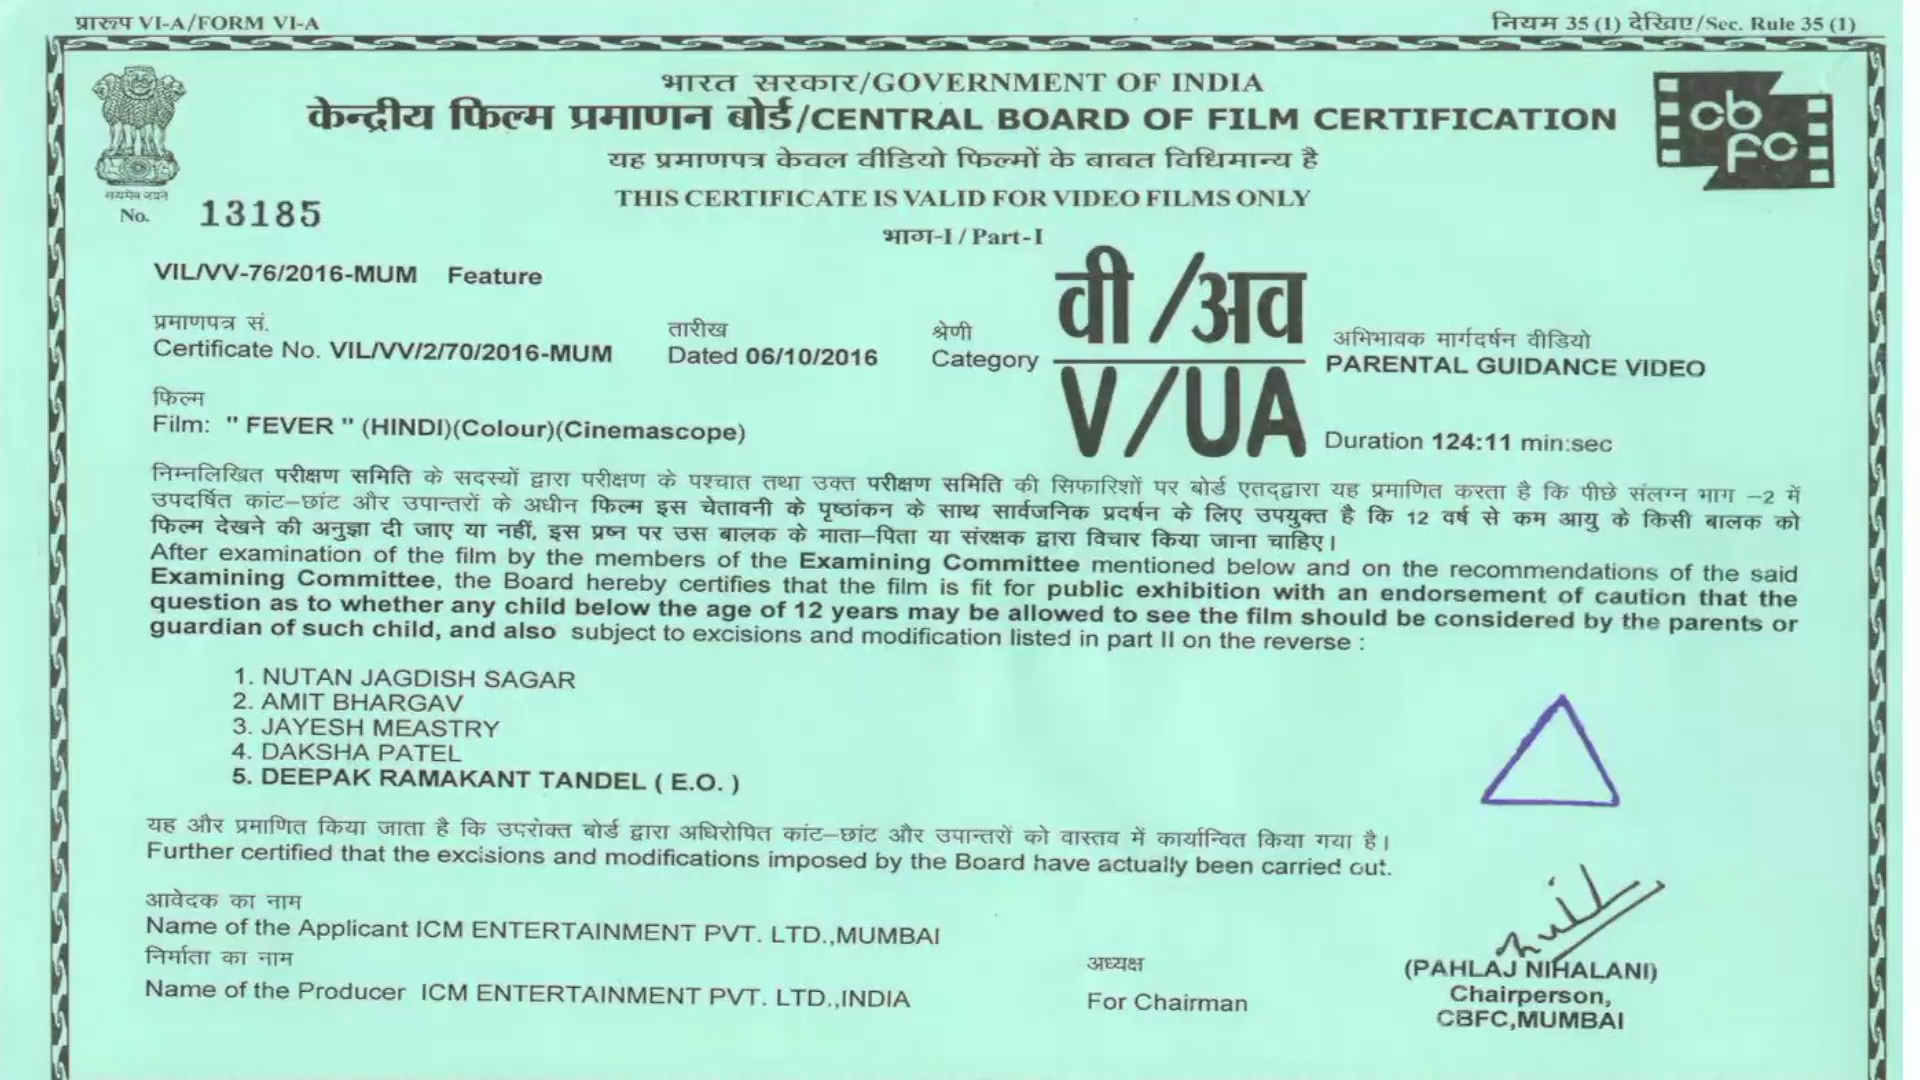 प्रारूप VI-A/FORM VI-A
नियम 35 (1) देखिए/Sec. Rule 35 (1)
भारत सरकार/GOVERNMENT OF INDIA
केन्द्रीय फिल्म प्रमाणन बोर्ड/CENTRAL BOARD OF FILM CERTIFICATION
cb
fc
यह प्रमाणपत्र केवल वीडियो फिल्मों के बाबत विधिमान्य है
सत्यमेव जयते
THIS CERTIFICATE IS VALID FOR VIDEO FILMS ONLY
No. 13185
भाग-I / Part-I
VIL/VV-76/2016-MUM Feature
वी/अव
प्रमाणपत्र सं. तारीख श्रेणी अभिभावक मार्गदर्षन वीडियो
Certificate No. VIL/VV/2/70/2016-MUM Dated 06/10/2016 Category PARENTAL GUIDANCE VIDEO
V/UA
फिल्म
Film: " FEVER " (HINDI)(Colour)(Cinemascope) Duration 124:11 min:sec
निम्नलिखित परीक्षण समिति के सदस्यों द्वारा परीक्षण के पश्चात तथा उक्त परीक्षण समिति की सिफारिशों पर बोर्ड एतद्द्वारा यह प्रमाणित करता है कि पीछे संलग्न भाग –2 में
उपदर्षित कांट–छांट और उपान्तरों के अधीन फिल्म इस चेतावनी के पृष्ठांकन के साथ सार्वजनिक प्रदर्षन के लिए उपयुक्त है कि 12 वर्ष से कम आयु के किसी बालक को
फिल्म देखने की अनुज्ञा दी जाए या नहीं, इस प्रष्न पर उस बालक के माता–पिता या संरक्षक द्वारा विचार किया जाना चाहिए।
After examination of the film by the members of the Examining Committee mentioned below and on the recommendations of the said
Examining Committee, the Board hereby certifies that the film is fit for public exhibition with an endorsement of caution that the
question as to whether any child below the age of 12 years may be allowed to see the film should be considered by the parents or
guardian of such child, and also subject to excisions and modification listed in part II on the reverse :
1. NUTAN JAGDISH SAGAR
2. AMIT BHARGAV
3. JAYESH MEASTRY
4. DAKSHA PATEL
5. DEEPAK RAMAKANT TANDEL ( E.O. )
यह और प्रमाणित किया जाता है कि उपरोक्त बोर्ड द्वारा अधिरोपित कांट–छांट और उपान्तरों को वास्तव में कार्यान्वित किया गया है।
Further certified that the excisions and modifications imposed by the Board have actually been carried out.
आवेदक का नाम
Name of the Applicant ICM ENTERTAINMENT PVT. LTD.,MUMBAI
निर्माता का नाम
Name of the Producer ICM ENTERTAINMENT PVT. LTD.,INDIA
अध्यक्ष
For Chairman
(PAHLAJ NIHALANI)
Chairperson,
CBFC,MUMBAI